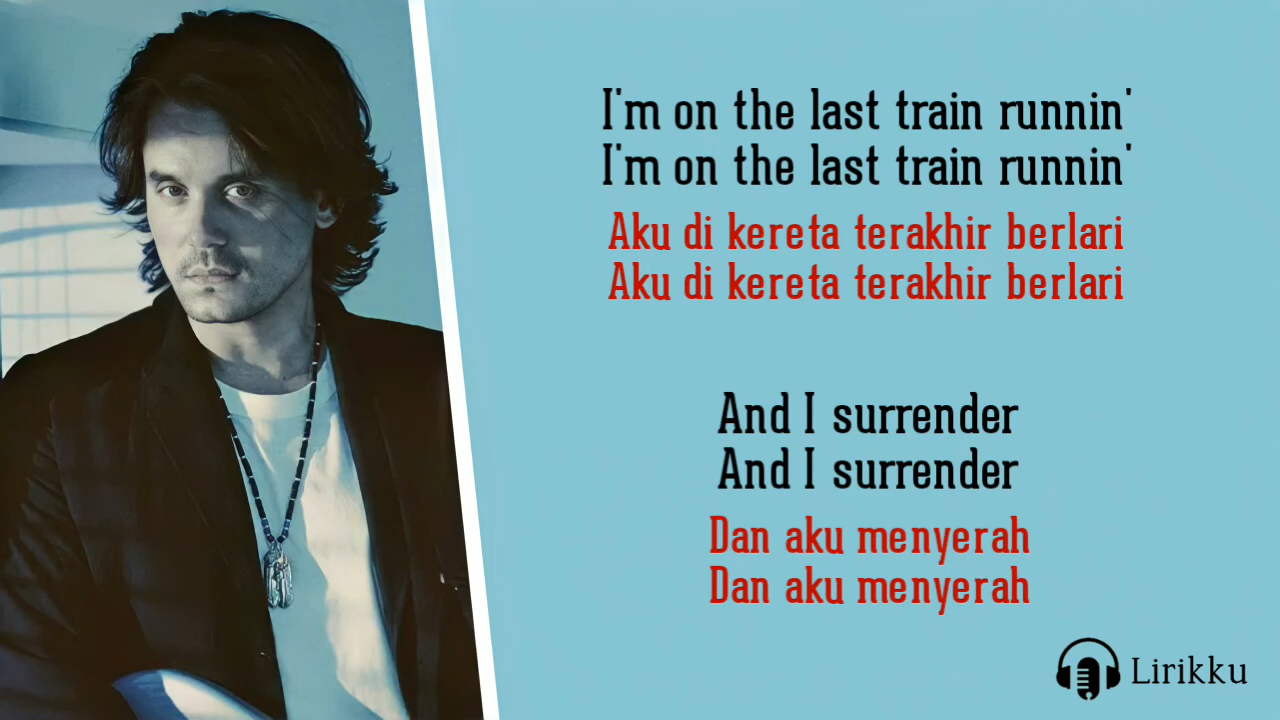 I'm on the last train runnin'
I'm on the last train runnin'
Aku di kereta terakhir berlari
Aku di kereta terakhir berlari
And I surrender
And I surrender
Dan aku menyerah
Dan aku menyerah
Lirikku